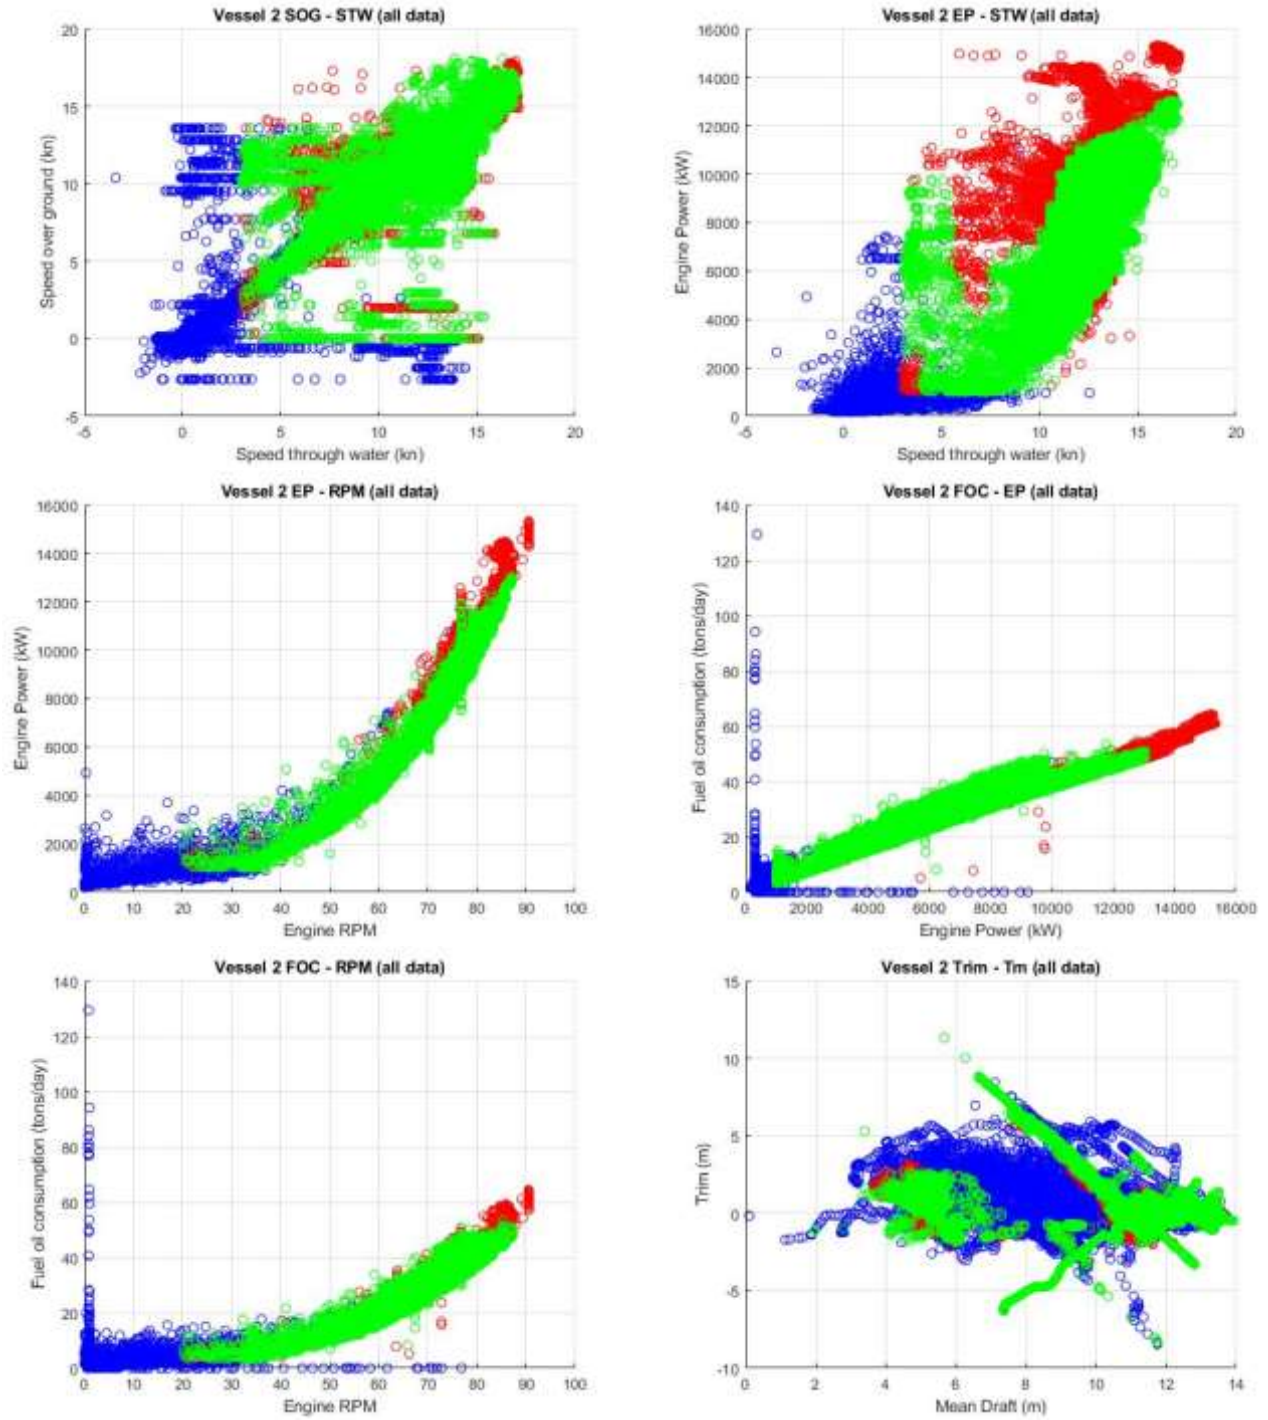 Vessel 2 SOG - STW (all data)
20
15
10
5
0
-5
-5 0 5 10 15 20
Speed over ground (kn)
Speed through water (kn)
Vessel 2 EP - STW (all data)
16000
14000
12000
10000
8000
6000
4000
2000
0
-5 0 5 10 15 20
Engine Power (kW)
Speed through water (kn)
Vessel 2 EP - RPM (all data)
16000
14000
12000
10000
8000
6000
4000
2000
0
0 10 20 30 40 50 60 70 80 90 100
Engine Power (kW)
Engine RPM
Vessel 2 FOC - EP (all data)
140
120
100
80
60
40
20
0
0 2000 4000 6000 8000 10000 12000 14000 16000
Fuel oil consumption (tons/day)
Engine Power (kW)
Vessel 2 FOC - RPM (all data)
140
120
100
80
60
40
20
0
0 10 20 30 40 50 60 70 80 90 100
Fuel oil consumption (tons/day)
Engine RPM
Vessel 2 Trim - Tm (all data)
15
10
5
0
-5
-10
0 2 4 6 8 10 12 14
Trim (m)
Mean Draft (m)